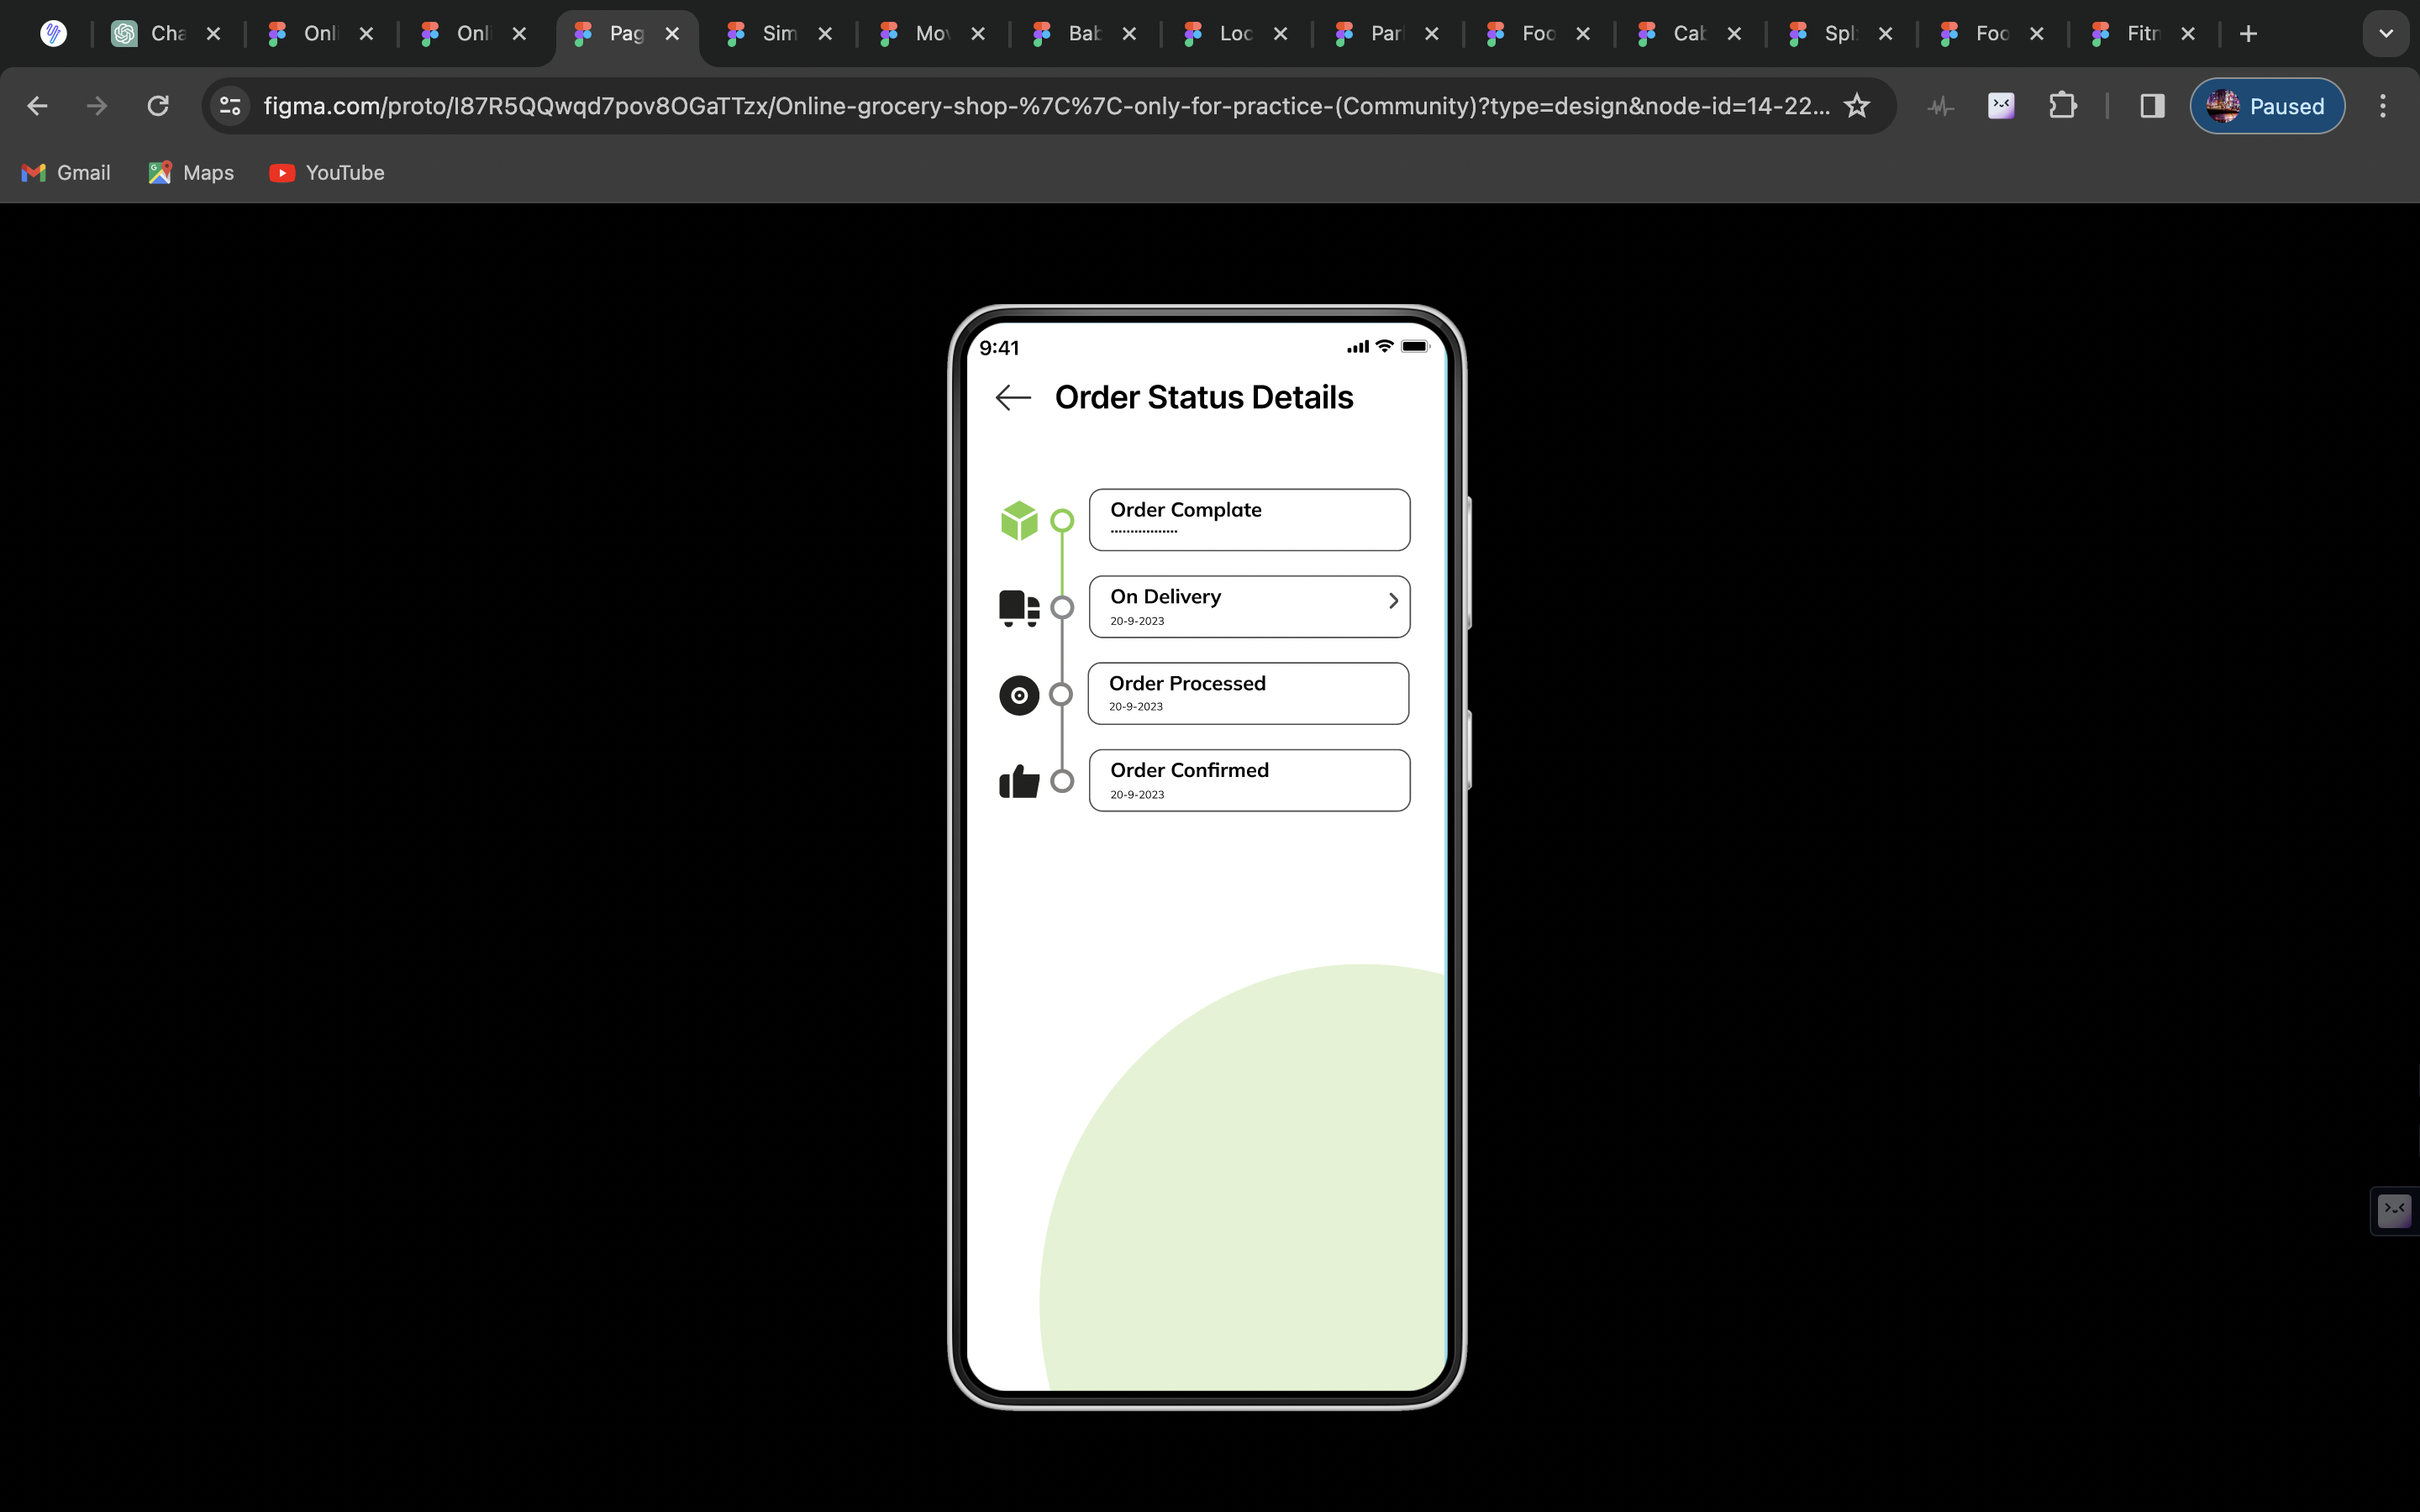 Cha
Onli
Onli
Pag
Sim
Mov
Bab
Loc
Par
Foo
Cab
Spl
Foo
Fitn
figma.com/proto/I87R5QQwqd7pov8OGaTTzx/Online-grocery-shop-%7C%7C-only-for-practice-(Community)?type=design&node-id=14-22...
Paused
Gmail
Maps
YouTube
9:41
Order Status Details
Order Complate
.................
On Delivery
20-9-2023
Order Processed
20-9-2023
Order Confirmed
20-9-2023